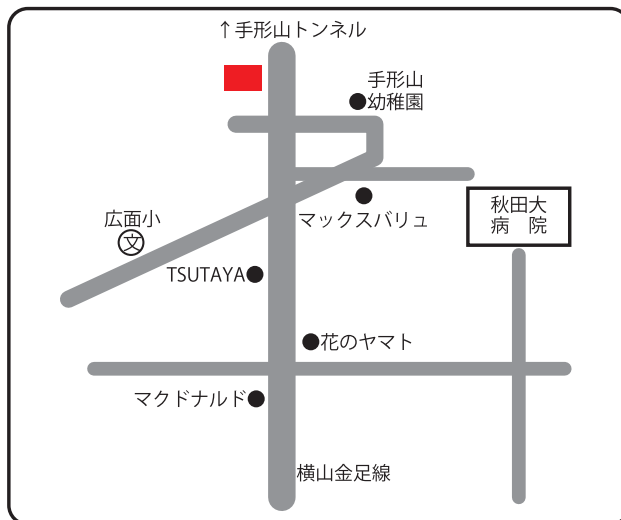 ↑手形山トンネル
手形山
幼稚園
広面小
文
マックスバリュ
秋田大
病　院
TSUTAYA
花のヤマト
マクドナルド
横山金足線